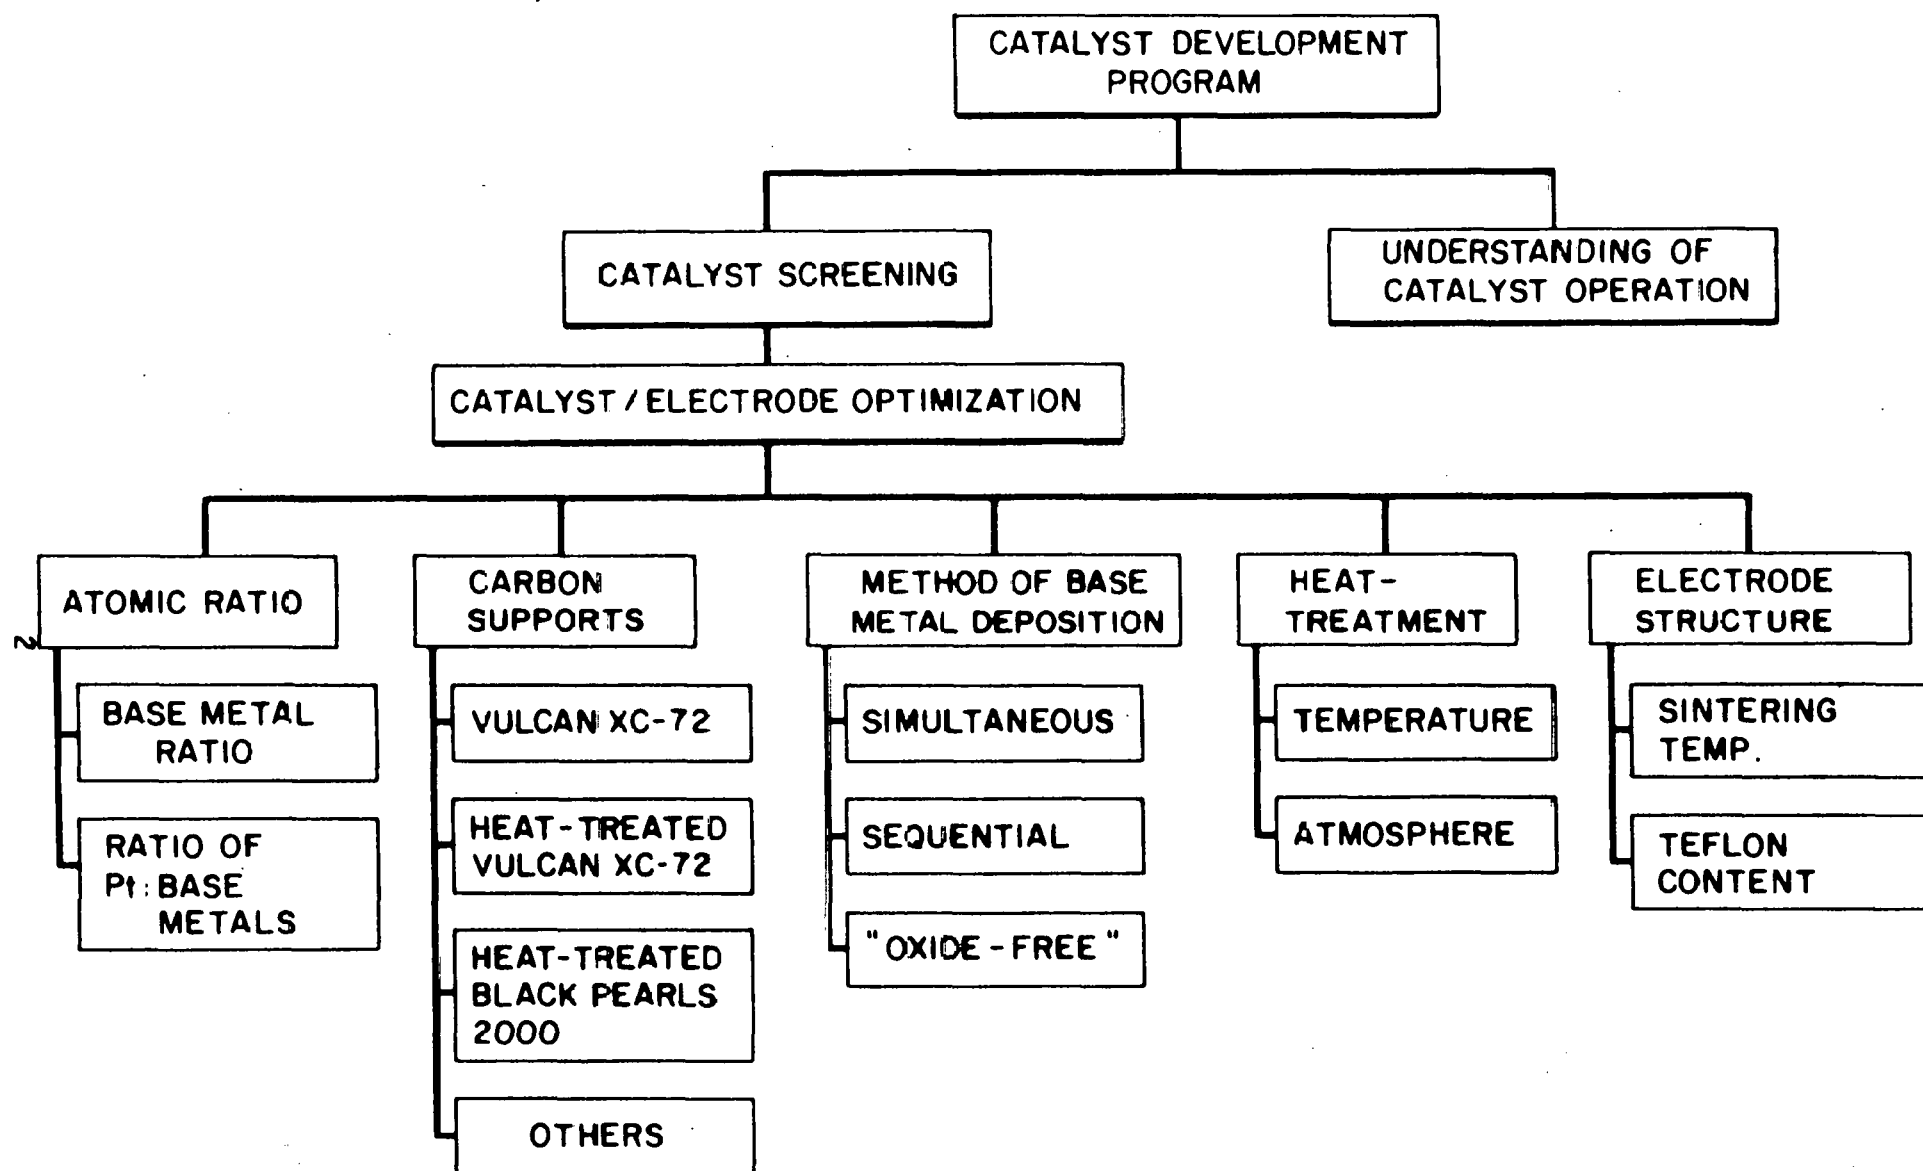 CATALYST DEVELOPMENT
PROGRAM
CATALYST SCREENING
UNDERSTANDING OF
CATALYST OPERATION
CATALYST / ELECTRODE OPTIMIZATION
ATOMIC RATIO
BASE METAL
RATIO
RATIO OF
Pt: BASE
METALS
CARBON
SUPPORTS
VULCAN XC-72
HEAT-TREATED
VULCAN XC-72
HEAT-TREATED
BLACK PEARLS
2000
OTHERS
METHOD OF BASE
METAL DEPOSITION
SIMULTANEOUS
SEQUENTIAL
"OXIDE-FREE"
HEAT-
TREATMENT
TEMPERATURE
ATMOSPHERE
ELECTRODE
STRUCTURE
SINTERING
TEMP.
TEFLON
CONTENT
2